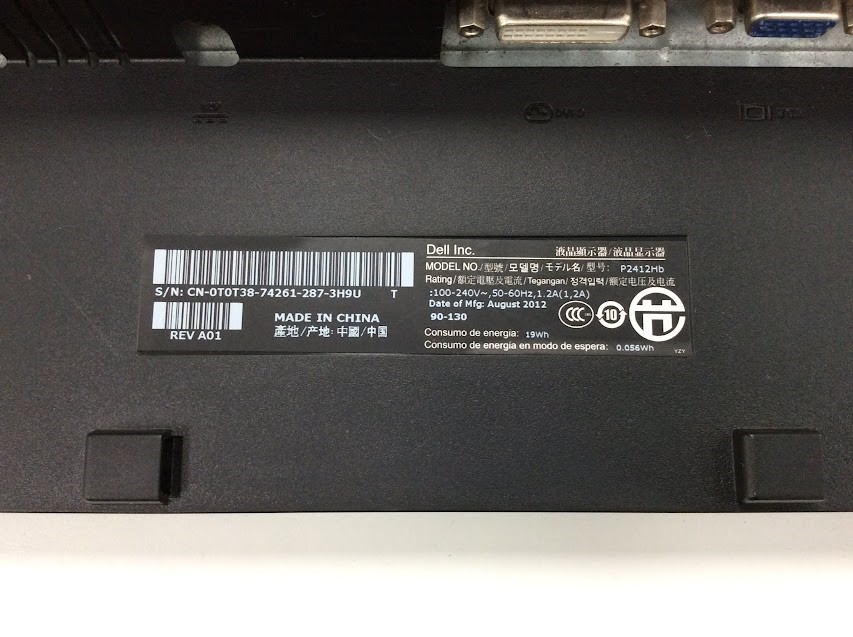 S/N: CN-0T0T38-74261-287-3H9U T
REV A01
MADE IN CHINA
產地/产地: 中國/中国
Dell Inc. 液晶顯示器/液晶显示器
MODEL NO./型號/모델명/モデル名/型号: P2412Hb
Rating/額定電壓及電流/Tegangan/정격입력/额定电压及电流
:100-240V~,50-60Hz,1.2A(1,2A)
Date of Mfg: August 2012
90-130
CCC
10
Consumo de energía: 19Wh
Consumo de energía en modo de espera: 0.056Wh
YZY